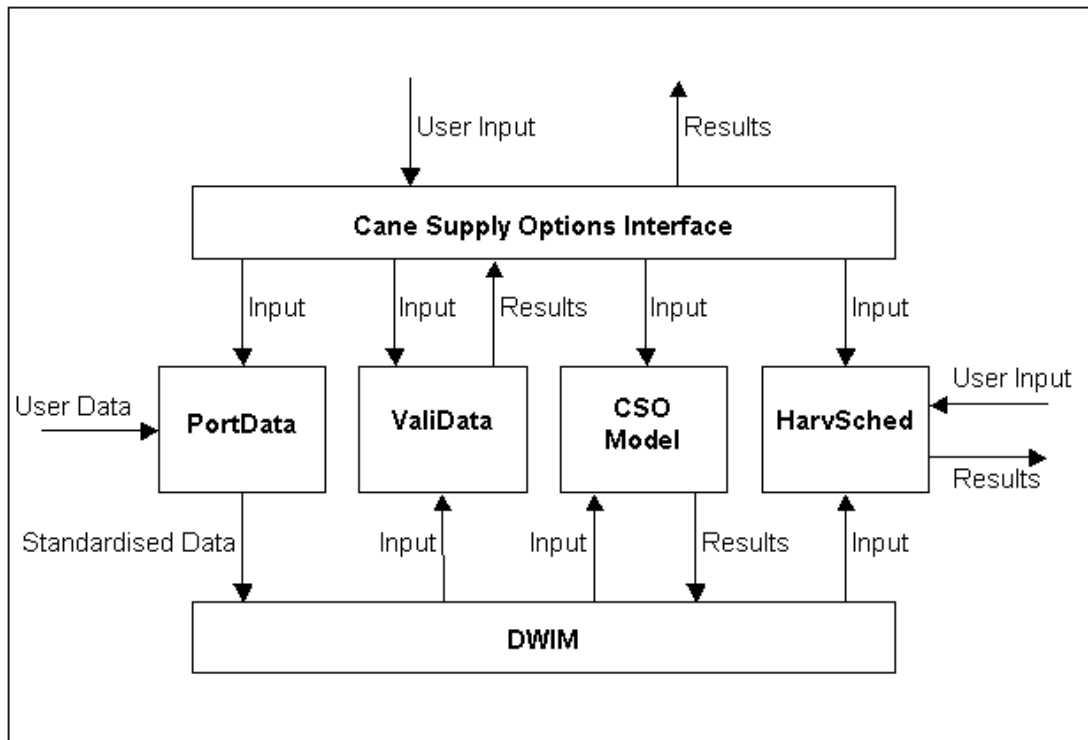 User Input
Results
Cane Supply Options Interface
Input
Input
Results
Input
Input
User Data
PortData
ValiData
CSO
Model
HarvSched
User Input
Results
Standardised Data
Input
Input
Results
Input
DWIM